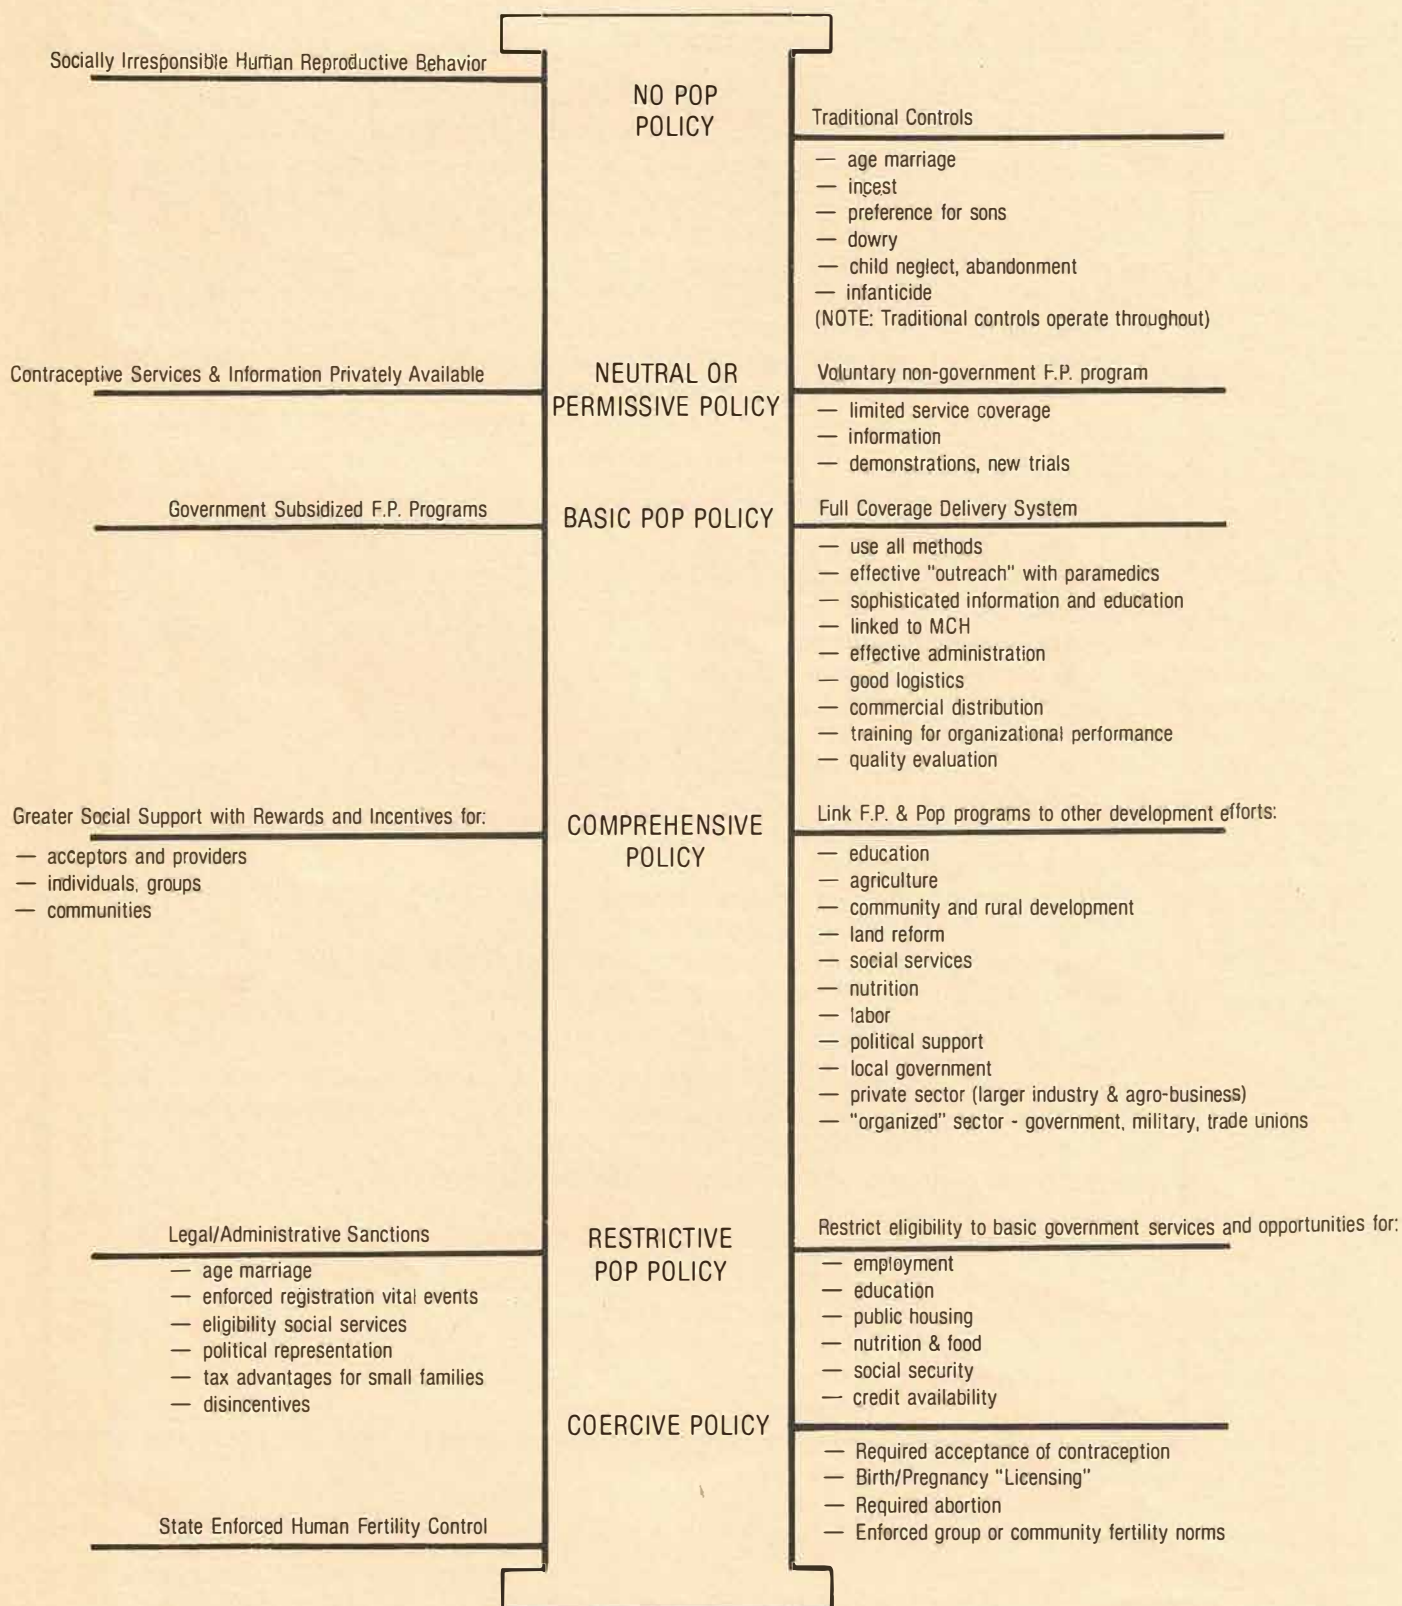 Socially Irresponsible Human Reproductive Behavior
NO POP
POLICY
Traditional Controls
— age marriage
— incest
— preference for sons
— dowry
— child neglect, abandonment
— infanticide
(NOTE: Traditional controls operate throughout)
Contraceptive Services & Information Privately Available
NEUTRAL OR
PERMISSIVE POLICY
Voluntary non-government F.P. program
— limited service coverage
— information
— demonstrations, new trials
Government Subsidized F.P. Programs
BASIC POP POLICY
Full Coverage Delivery System
— use all methods
— effective "outreach" with paramedics
— sophisticated information and education
— linked to MCH
— effective administration
— good logistics
— commercial distribution
— training for organizational performance
— quality evaluation
Greater Social Support with Rewards and Incentives for:
— acceptors and providers
— individuals, groups
— communities
COMPREHENSIVE
POLICY
Link F.P. & Pop programs to other development efforts:
— education
— agriculture
— community and rural development
— land reform
— social services
— nutrition
— labor
— political support
— local government
— private sector (larger industry & agro-business)
— "organized" sector - government, military, trade unions
Legal/Administrative Sanctions
— age marriage
— enforced registration vital events
— eligibility social services
— political representation
— tax advantages for small families
— disincentives
RESTRICTIVE
POP POLICY
Restrict eligibility to basic government services and opportunities for:
— employment
— education
— public housing
— nutrition & food
— social security
— credit availability
COERCIVE POLICY
— Required acceptance of contraception
— Birth/Pregnancy "Licensing"
— Required abortion
— Enforced group or community fertility norms
State Enforced Human Fertility Control